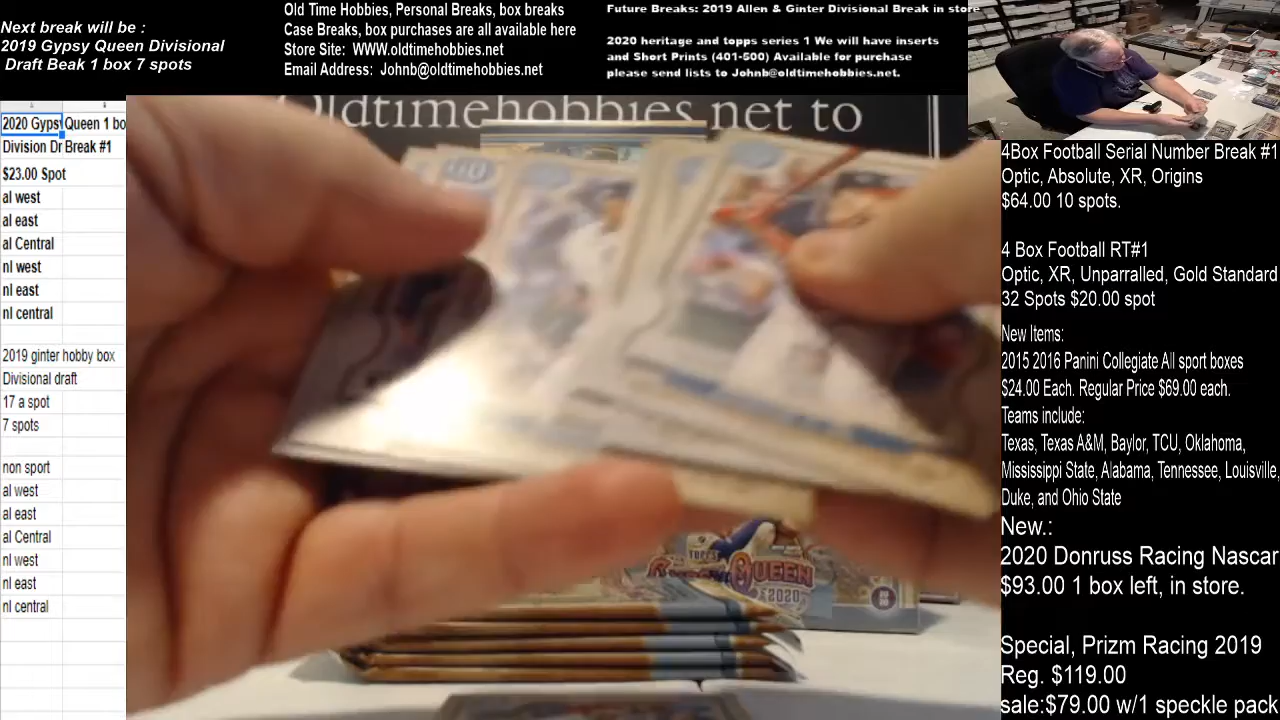 Next break will be :
2019 Gypsy Queen Divisional
Draft Beak 1 box 7 spots
Old Time Hobbies, Personal Breaks, box breaks
Case Breaks, box purchases are all available here
Store Site: WWW.oldtimehobbies.net
Email Address: Johnb@oldtimehobbies.net
Future Breaks: 2019 Allen & Ginter Divisional Break in store
2020 heritage and topps series 1 We will have inserts
and Short Prints (401-500) Available for purchase
please send lists to Johnb@oldtimehobbies.net.
2020 Gypsy Queen 1 bo
Division Dr Break #1
$23.00 Spot
al west
al east
al Central
nl west
nl east
nl central
2019 ginter hobby box
Divisional draft
17 a spot
7 spots
non sport
al west
al east
al Central
nl west
nl east
nl central
Oldtimehobbies.net to
TOPPS
GYPSY QUEEN
2020
4Box Football Serial Number Break #1
Optic, Absolute, XR, Origins
$64.00 10 spots.
4 Box Football RT#1
Optic, XR, Unparralled, Gold Standard
32 Spots $20.00 spot
New Items:
2015 2016 Panini Collegiate All sport boxes
$24.00 Each. Regular Price $69.00 each.
Teams include:
Texas, Texas A&M, Baylor, TCU, Oklahoma,
Mississippi State, Alabama, Tennessee, Louisville,
Duke, and Ohio State
New.:
2020 Donruss Racing Nascar
$93.00 1 box left, in store.
Special, Prizm Racing 2019
Reg. $119.00
sale:$79.00 w/1 speckle pack